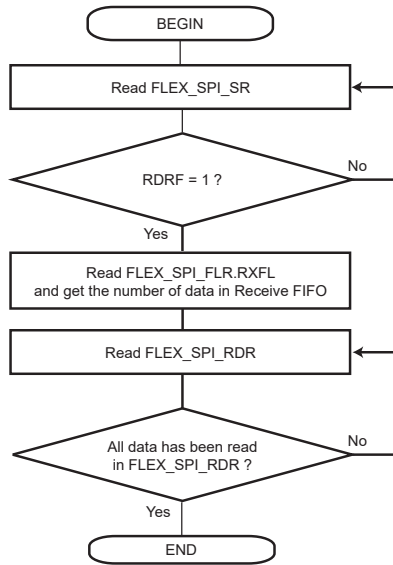 BEGIN
Read FLEX_SPI_SR
RDRF = 1 ?
No
Yes
Read FLEX_SPI_FLR.RXFL
and get the number of data in Receive FIFO
Read FLEX_SPI_RDR
All data has been read
in FLEX_SPI_RDR ?
No
Yes
END